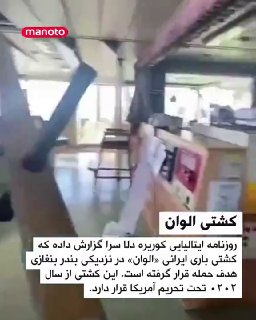 manoto
کشتی الوان
روزنامه ایتالیایی کوریره دلا سرا گزارش داده که
کشتی باری ایرانی «الوان» در نزدیکی بندر بنغازی
هدف حمله قرار گرفته است. این کشتی از سال
۲۰۲۰ تحت تحریم آمریکا قرار دارد.